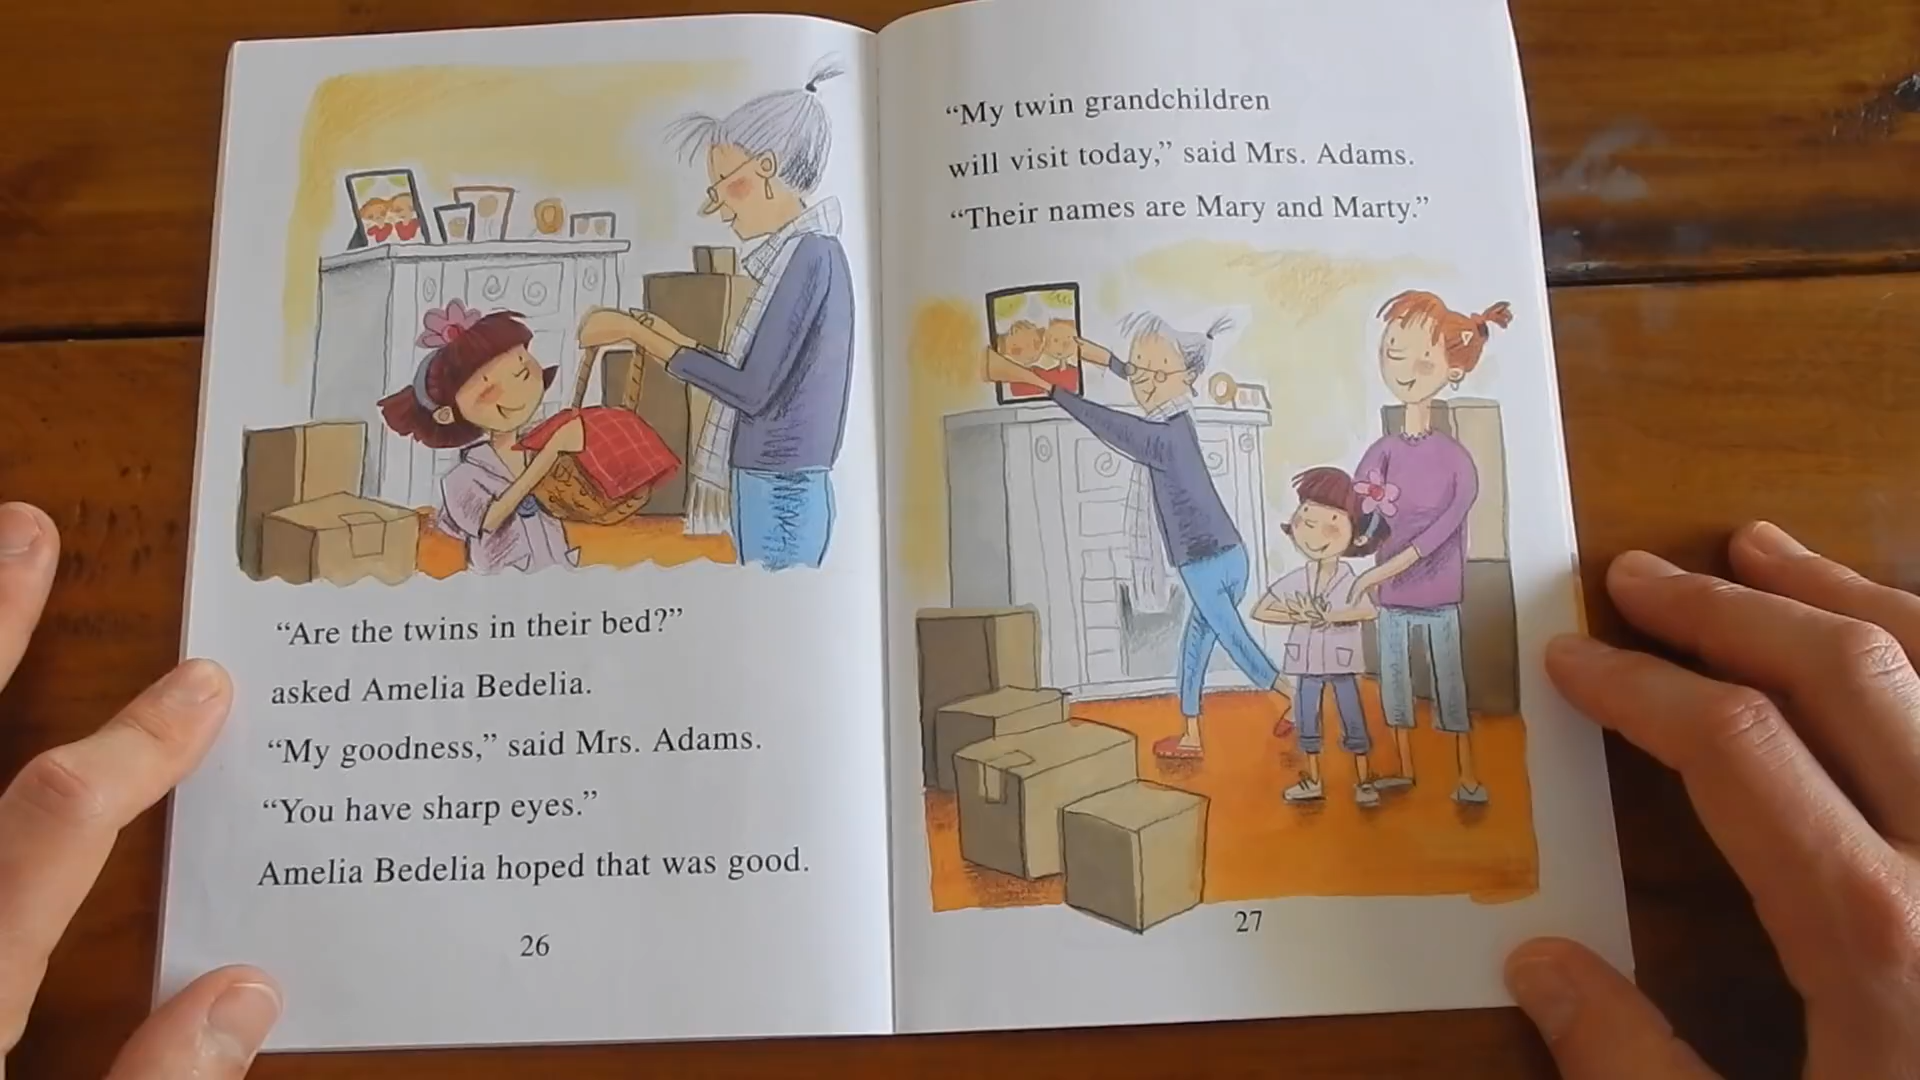 “Are the twins in their bed?”
asked Amelia Bedelia.
“My goodness,” said Mrs. Adams.
“You have sharp eyes.”
Amelia Bedelia hoped that was good.
26
“My twin grandchildren
will visit today,” said Mrs. Adams.
“Their names are Mary and Marty.”
27